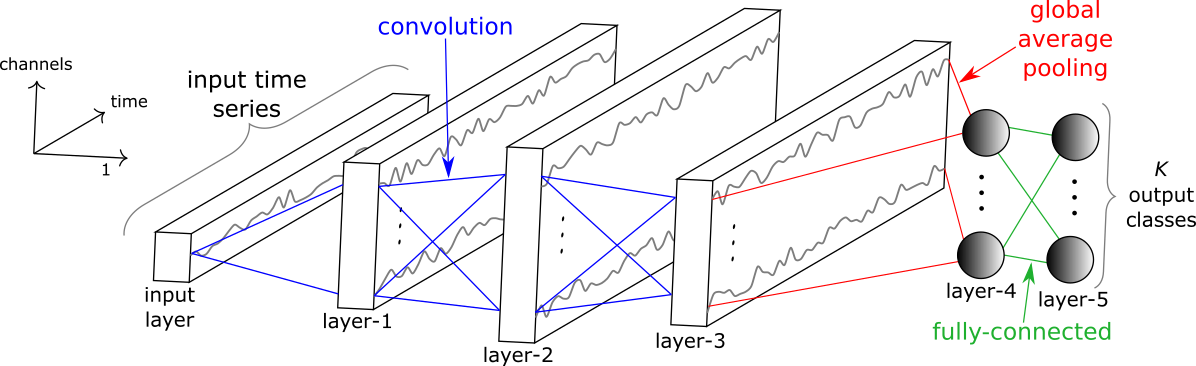 channels
time
1
input time
series
convolution
global
average
pooling
K
output
classes
input
layer
layer-1
layer-2
layer-3
layer-4
layer-5
fully-connected